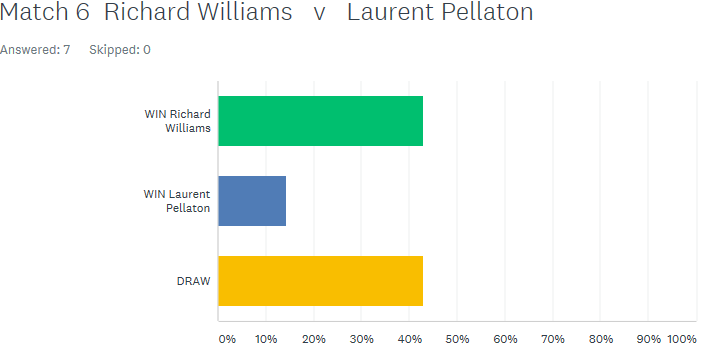 Match 6 Richard Williams v Laurent Pellaton
Answered: 7 Skipped: 0
WIN Richard
Williams
WIN Laurent
Pellaton
DRAW
0% 10% 20% 30% 40% 50% 60% 70% 80% 90% 100%